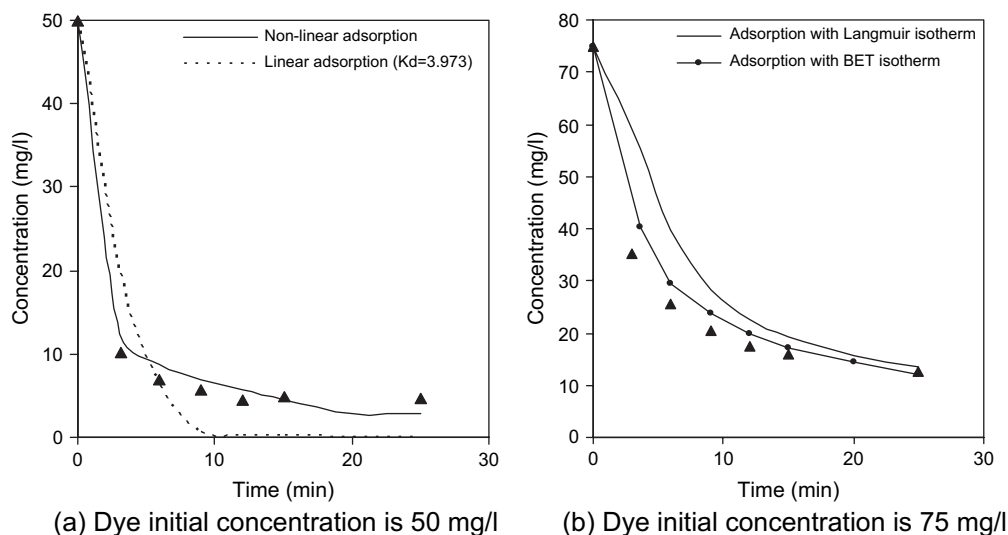 50
40
30
20
10
0
Concentration (mg/l)
0
10
20
30
Time (min)
Non-linear adsorption
Linear adsorption (Kd=3.973)
(a) Dye initial concentration is 50 mg/l
80
70
60
50
40
30
20
10
0
Concentration (mg/l)
0
10
20
30
Time (min)
Adsorption with Langmuir isotherm
Adsorption with BET isotherm
(b) Dye initial concentration is 75 mg/l